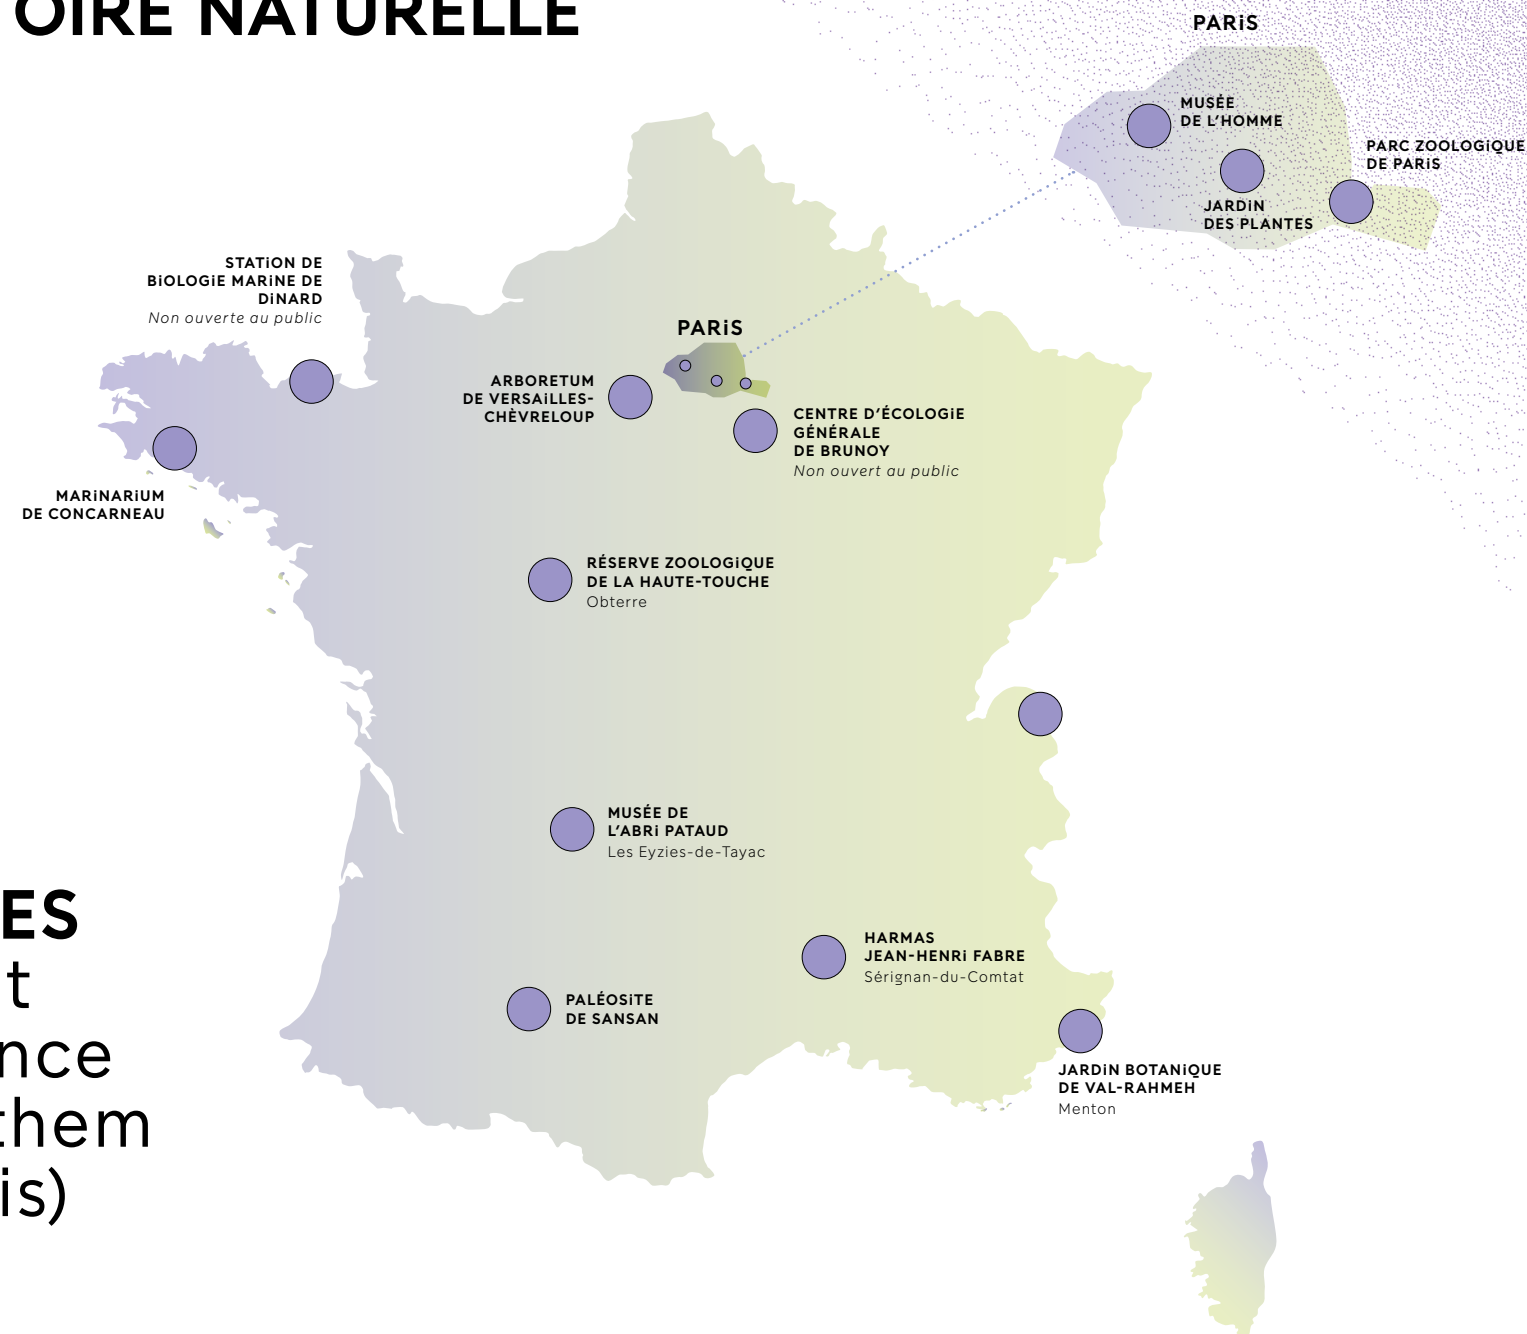 OIRE NATURELLE
PARiS
MUSÉE
DE L’HOMME
PARC ZOOLOGiQUE
DE PARiS
JARDiN
DES PLANTES
STATiON DE
BiOLOGiE MARiNE DE
DiNARD
Non ouverte au public
PARiS
ARBORETUM
DE VERSAiLLES-
CHÈVRELOUP
CENTRE D’ÉCOLOGiE
GÉNÉRALE
DE BRUNOY
Non ouvert au public
MARiNARiUM
DE CONCARNEAU
RÉSERVE ZOOLOGiQUE
DE LA HAUTE-TOUCHE
Obterre
MUSÉE DE
L’ABRi PATAUD
Les Eyzies-de-Tayac
HARMAS
JEAN-HENRi FABRE
Sérignan-du-Comtat
PALÉOSiTE
DE SANSAN
JARDiN BOTANiQUE
DE VAL-RAHMEH
Menton
ES
t
nce
them
is)